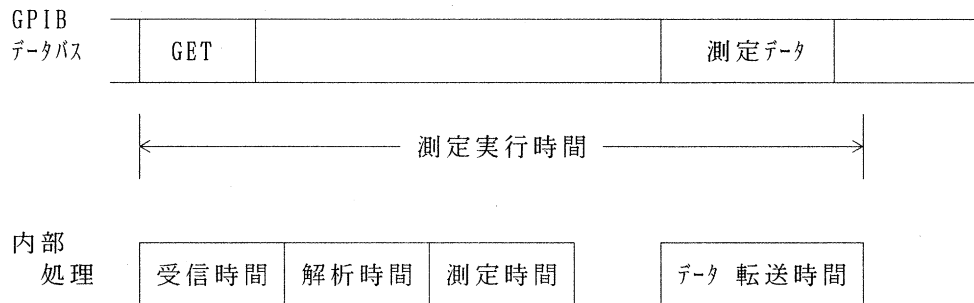 GPIB
ﾃﾞｰﾀﾊﾞｽ
GET
測定ﾃﾞｰﾀ
測定実行時間
内部
処理
受信時間
解析時間
測定時間
ﾃﾞｰﾀ 転送時間